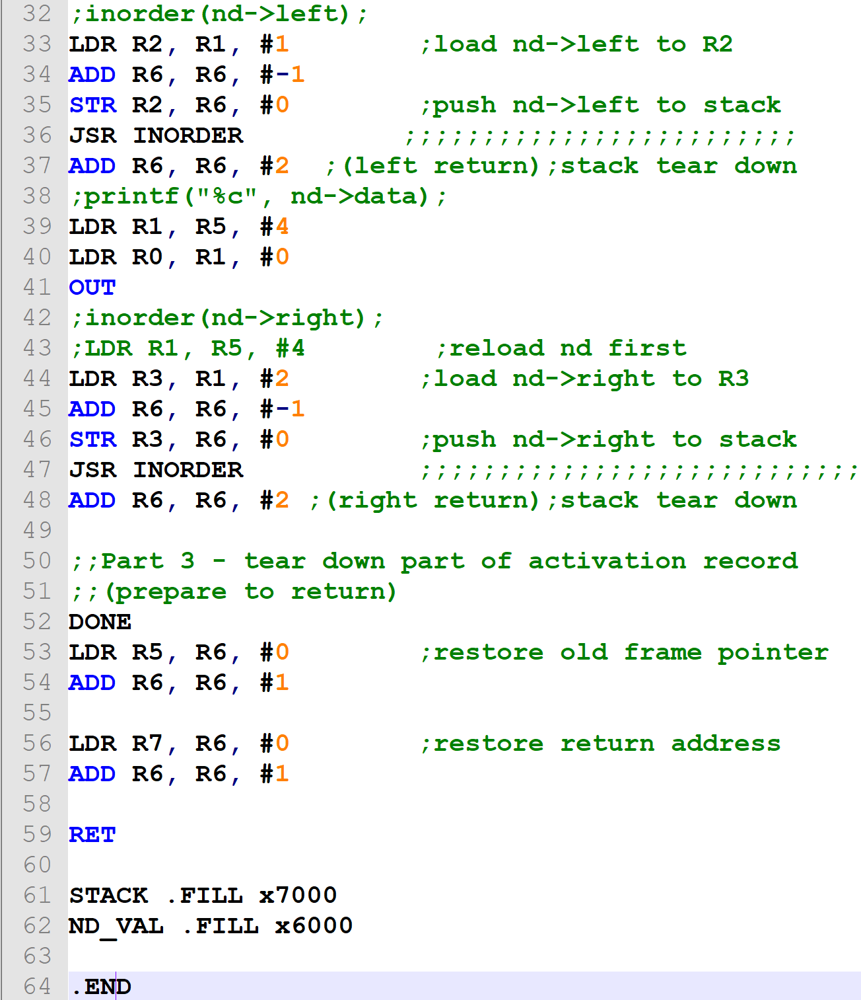 32 ;inorder(nd->left);
33 LDR R2, R1, #1 ;load nd->left to R2
34 ADD R6, R6, #-1
35 STR R2, R6, #0 ;push nd->left to stack
36 JSR INORDER ;;;;;;;;;;;;;;;;;;;;;;;;;
37 ADD R6, R6, #2 ;(left return);stack tear down
38 ;printf("%c", nd->data);
39 LDR R1, R5, #4
40 LDR R0, R1, #0
41 OUT
42 ;inorder(nd->right);
43 ;LDR R1, R5, #4 ;reload nd first
44 LDR R3, R1, #2 ;load nd->right to R3
45 ADD R6, R6, #-1
46 STR R3, R6, #0 ;push nd->right to stack
47 JSR INORDER ;;;;;;;;;;;;;;;;;;;;;;;;;;;;
48 ADD R6, R6, #2 ;(right return);stack tear down
49
50 ;;Part 3 - tear down part of activation record
51 ;;(prepare to return)
52 DONE
53 LDR R5, R6, #0 ;restore old frame pointer
54 ADD R6, R6, #1
55
56 LDR R7, R6, #0 ;restore return address
57 ADD R6, R6, #1
58
59 RET
60
61 STACK .FILL x7000
62 ND_VAL .FILL x6000
63
64 .END